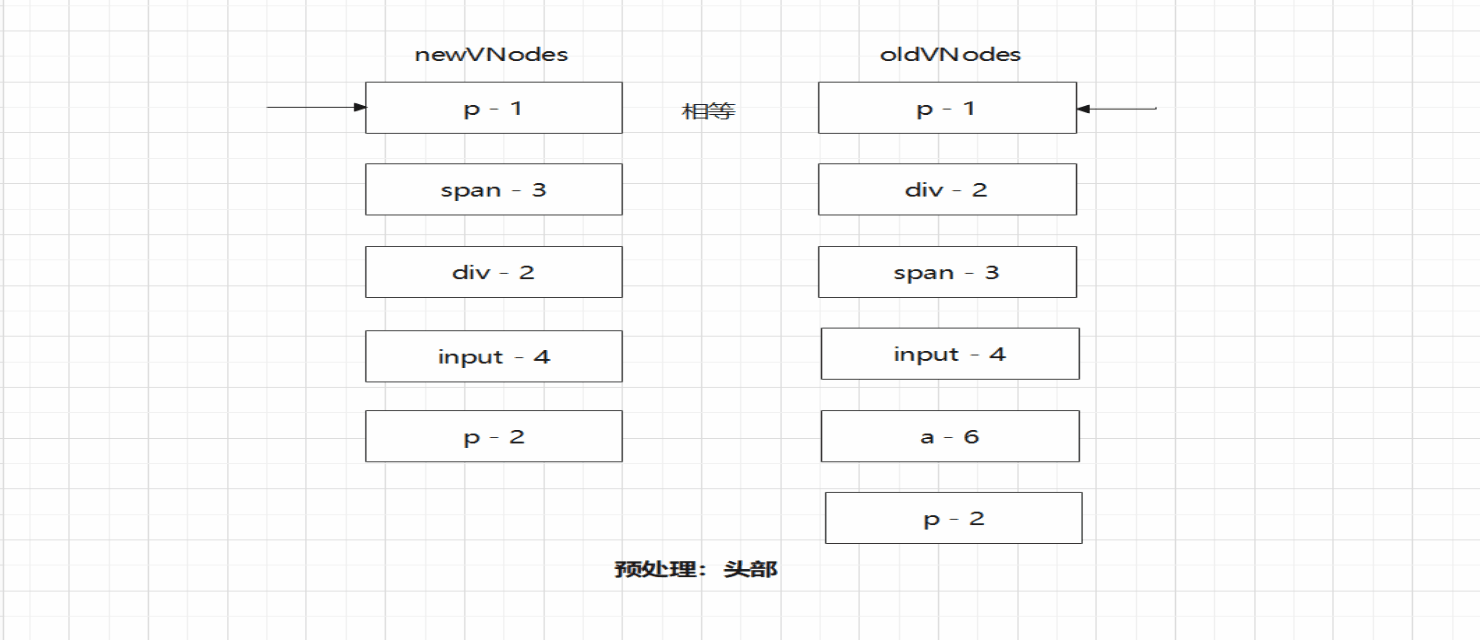 newVNodes
oldVNodes
p - 1
相等
p - 1
span - 3
div - 2
div - 2
span - 3
input - 4
input - 4
p - 2
a - 6
p - 2
预处理：头部